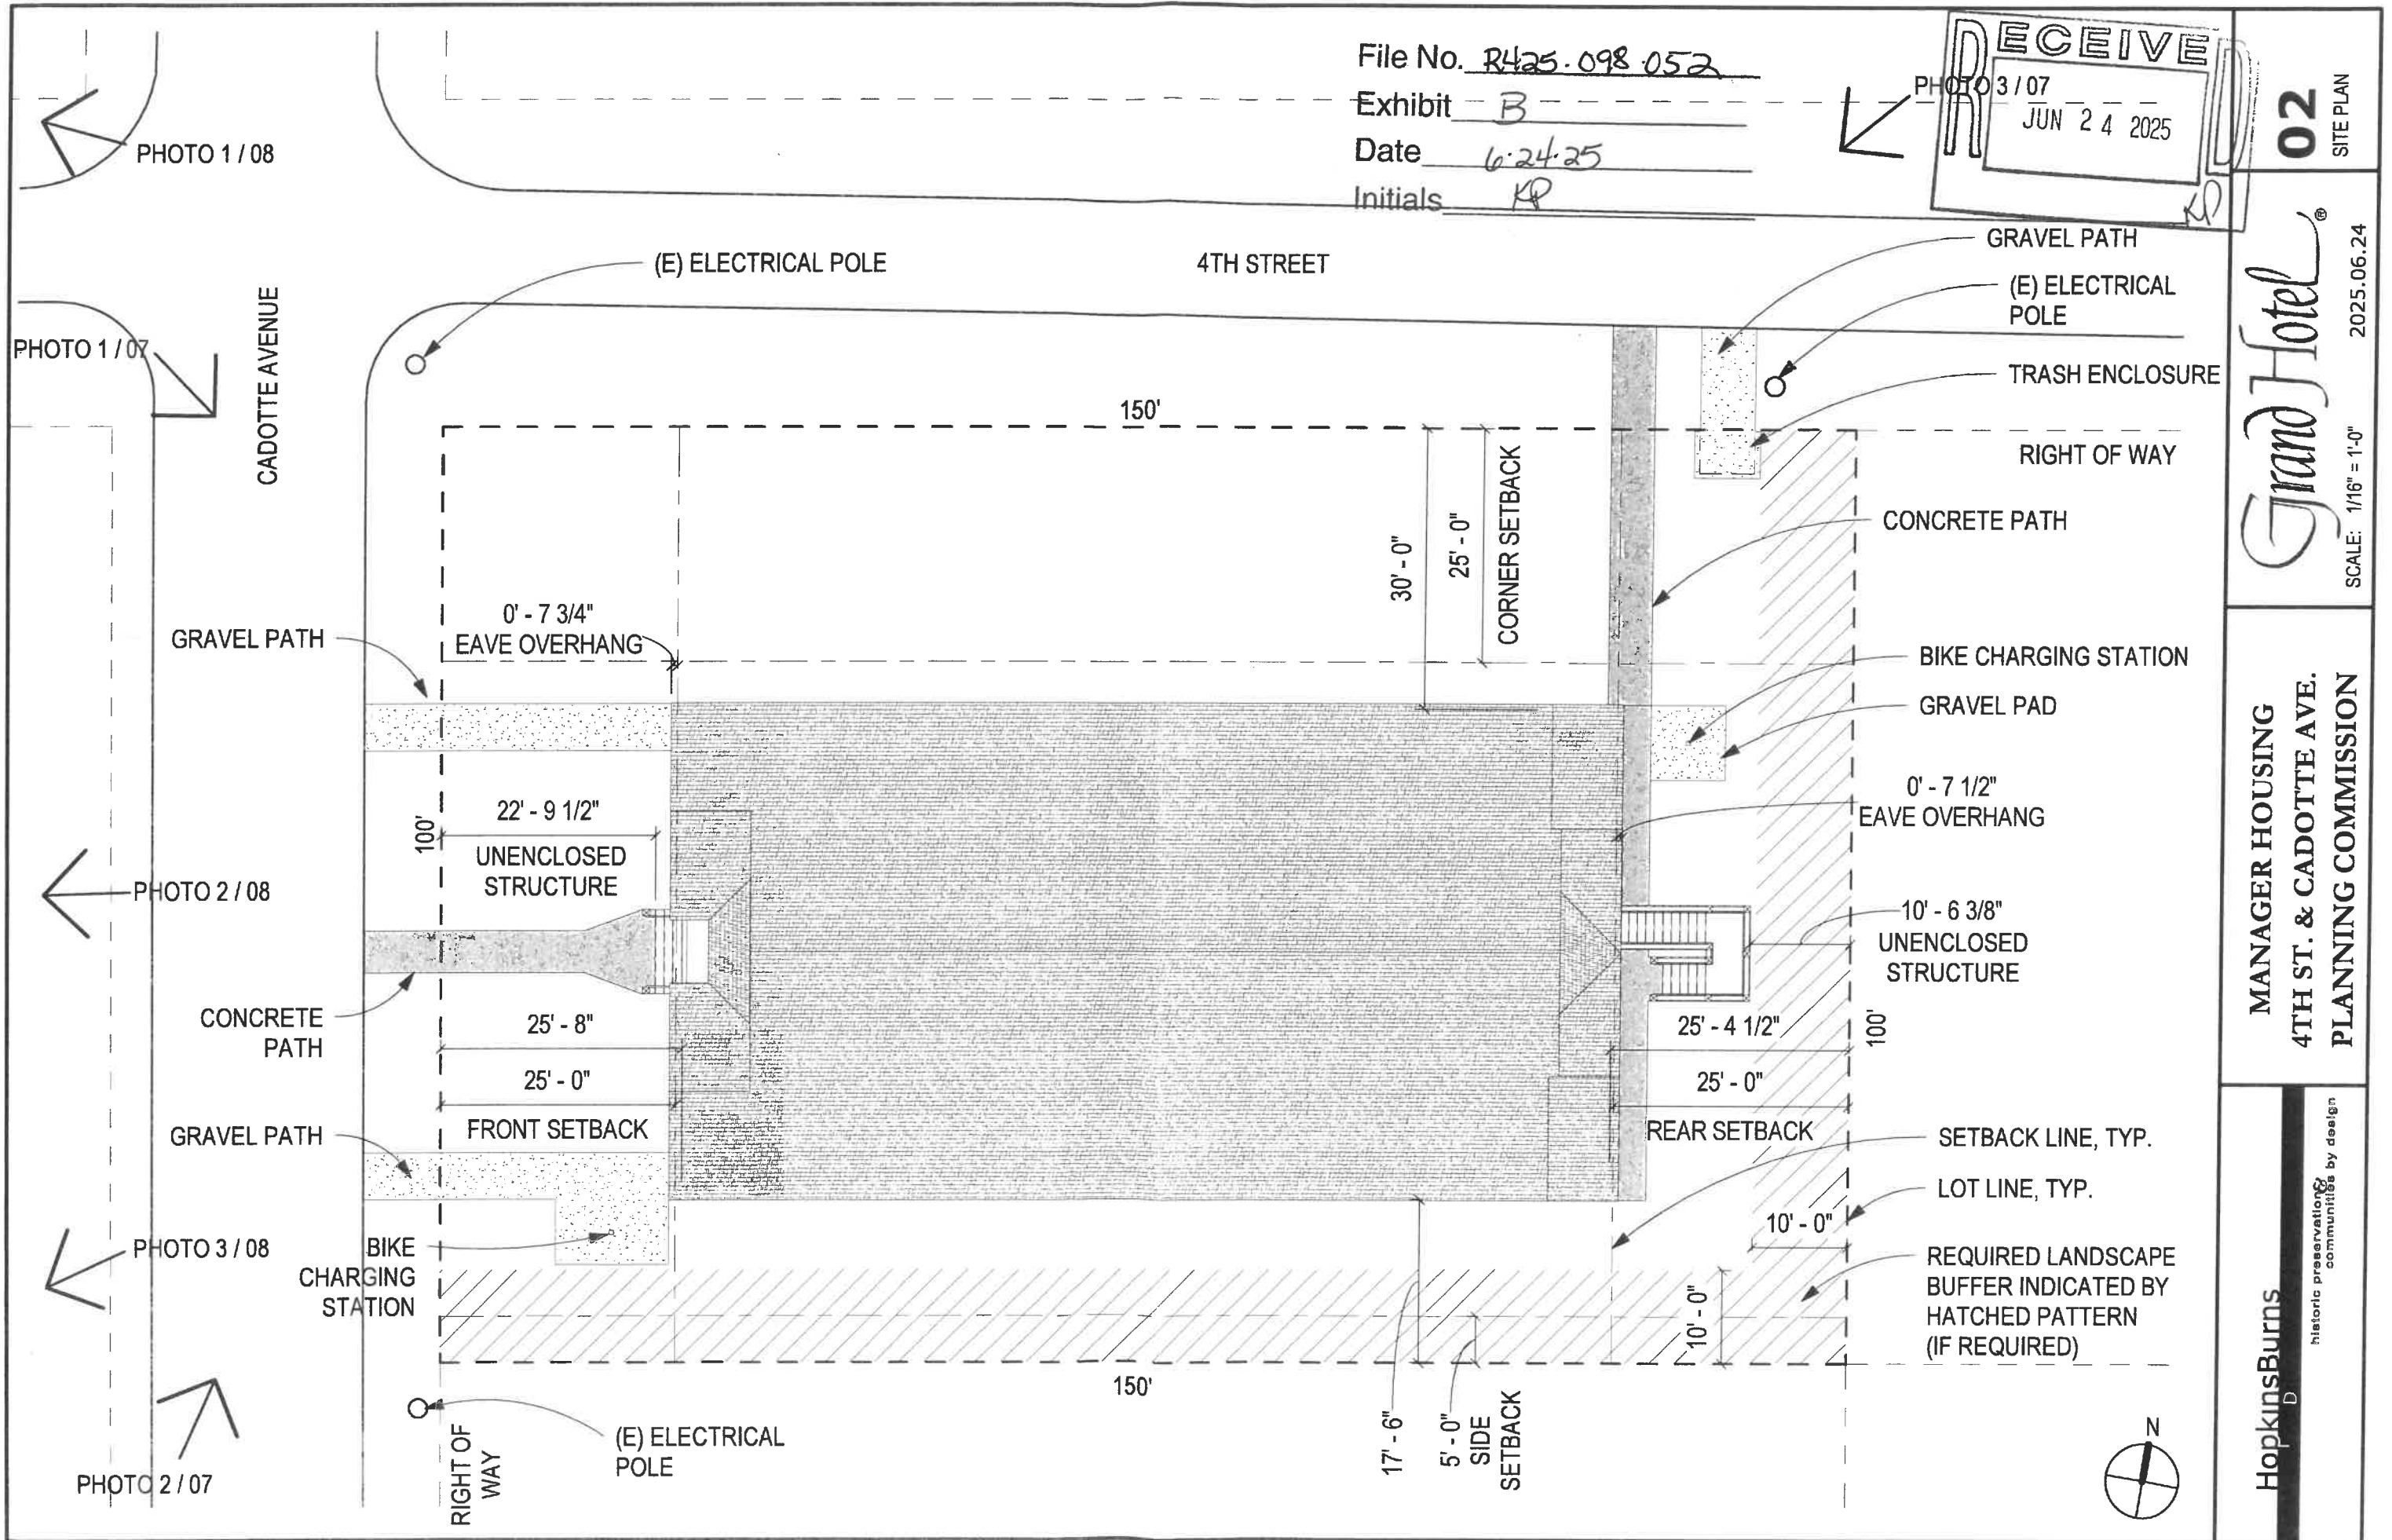 File No. R425.098.052
Exhibit B
Date 6.24.25
Initials KP
RECEIVED
JUN 24 2025
KP
PHOTO 3 / 07
PHOTO 1 / 08
(E) ELECTRICAL POLE
4TH STREET
GRAVEL PATH
(E) ELECTRICAL
POLE
PHOTO 1 / 07
CADOTTE AVENUE
TRASH ENCLOSURE
150'
RIGHT OF WAY
CONCRETE PATH
30' - 0"
25' - 0"
CORNER SETBACK
0' - 7 3/4"
EAVE OVERHANG
GRAVEL PATH
BIKE CHARGING STATION
GRAVEL PAD
0' - 7 1/2"
EAVE OVERHANG
100'
22' - 9 1/2"
UNENCLOSED
STRUCTURE
PHOTO 2 / 08
10' - 6 3/8"
UNENCLOSED
STRUCTURE
CONCRETE
PATH
25' - 8"
25' - 0"
FRONT SETBACK
25' - 4 1/2"
25' - 0"
REAR SETBACK
100'
GRAVEL PATH
SETBACK LINE, TYP.
LOT LINE, TYP.
10' - 0"
PHOTO 3 / 08
BIKE
CHARGING
STATION
REQUIRED LANDSCAPE
BUFFER INDICATED BY
HATCHED PATTERN
(IF REQUIRED)
10' - 0"
150'
17' - 6"
5' - 0"
SIDE
SETBACK
(E) ELECTRICAL
POLE
RIGHT OF
WAY
PHOTO 2 / 07
N
02
SITE PLAN
Grand Hotel®
SCALE: 1/16" = 1'-0"
2025.06.24
MANAGER HOUSING
4TH ST. & CADOTTE AVE.
PLANNING COMMISSION
HopkinsBurns
D
historic preservation &
communities by design